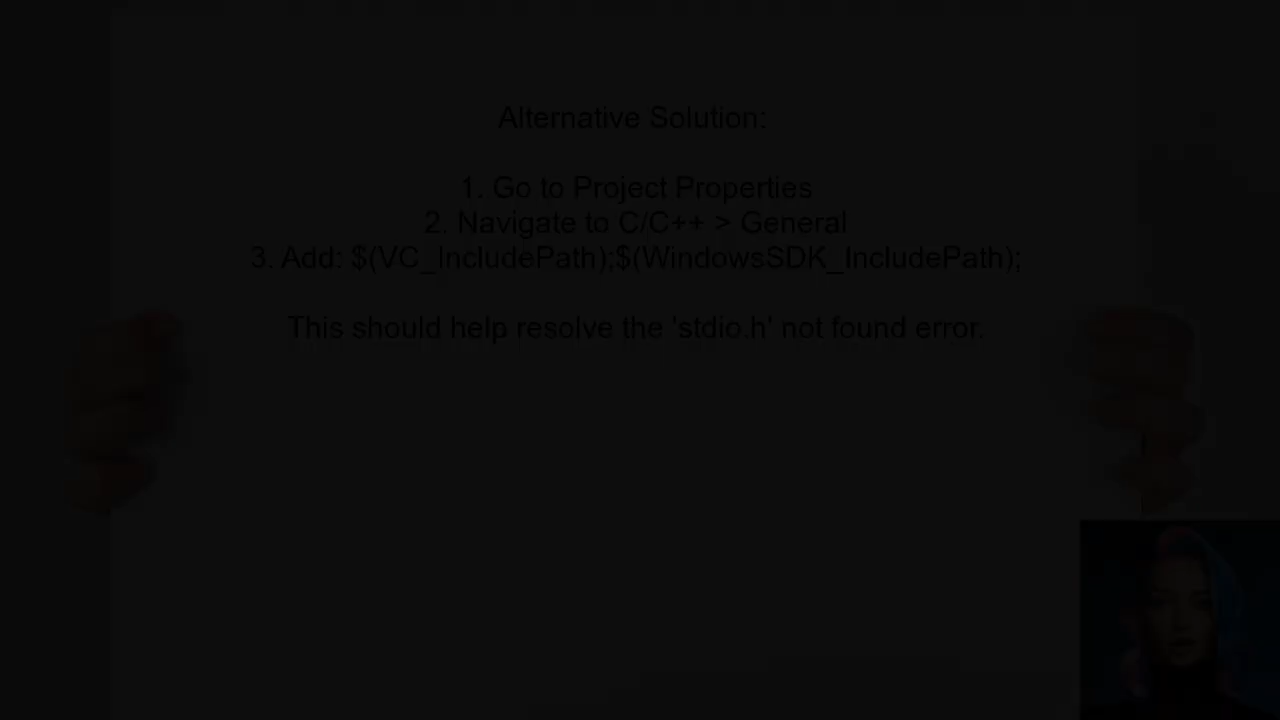 Alternative Solution:
1. Go to Project Properties
2. Navigate to C/C++ > General
3. Add: $(VC_IncludePath);$(WindowsSDK_IncludePath);
This should help resolve the 'stdio.h' not found error.